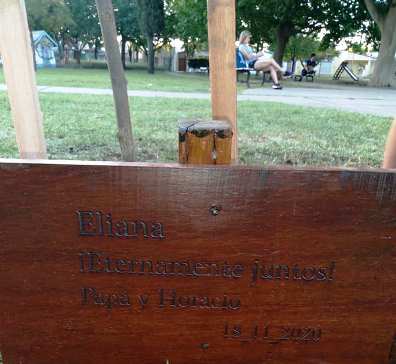 Eliana
¡Eternamente juntos!
Papá y Horacio
18_11_2020